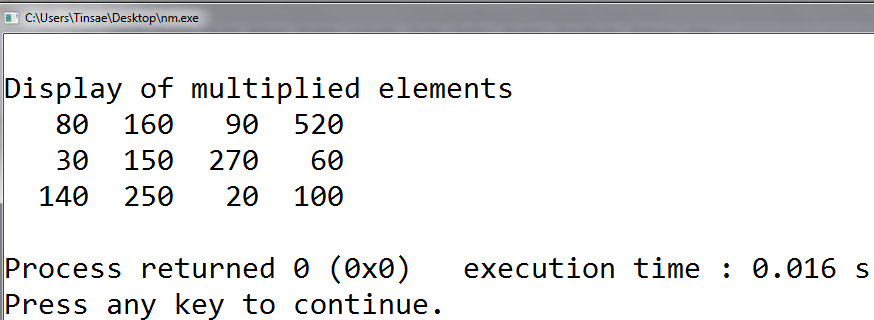 C:\Users\Tinsae\Desktop\nm.exe
Display of multiplied elements
80 160 90 520
30 150 270 60
140 250 20 100
Process returned 0 (0x0) execution time : 0.016 s
Press any key to continue.